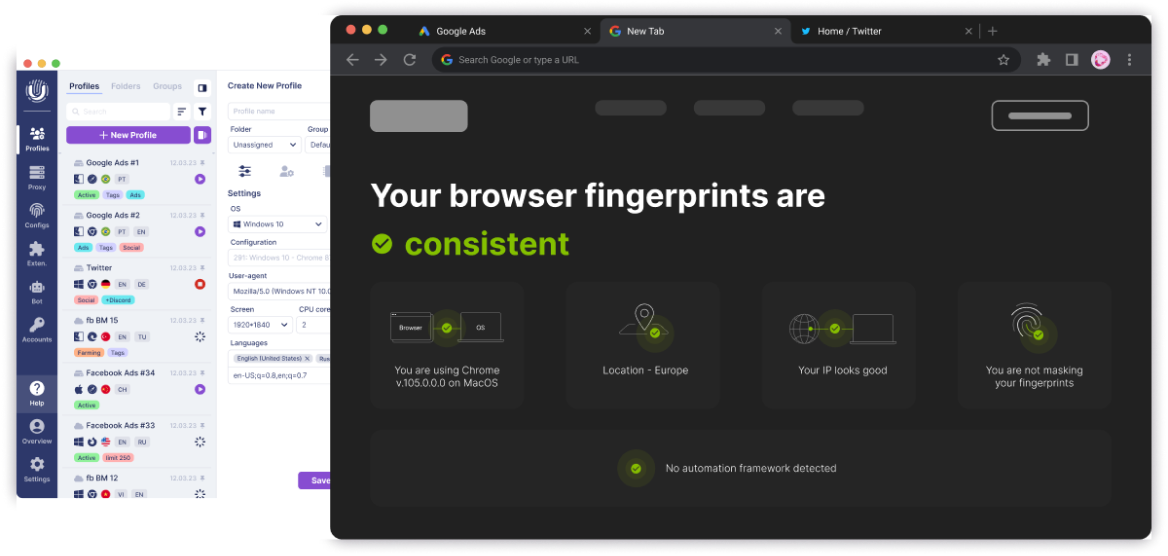 Profiles Folders Groups
Search
+ New Profile
Google Ads #1 12.03.23
PT
Active Tags Ads
Google Ads #2 12.03.23
PT EN
Ads Tags Social
Twitter 12.03.23
EN DE
Social +Discord
fb BM 15 12.03.23
EN TU
Farming Tags
Facebook Ads #34 12.03.23
CH
Active
Facebook Ads #33 12.03.23
EN RU
Active limit 250
fb BM 12 12.03.23
VI EN
Profiles
Proxy
Configs
Exten.
Bot
Accounts
Help
Overview
Settings
Create New Profile
Profile name
Folder Group
Unassigned Defau
Settings
OS
Windows 10
Configuration
291: Windows 10 - Chrome
User-agent
Mozilla/5.0 (Windows NT 10.0
Screen CPU core
1920*1840 2
Languages
English (United States) × Rus
en-US;q=0.8,en;q=0.7
Save
Google Ads
New Tab
Home / Twitter
Search Google or type a URL
Your browser fingerprints are
consistent
Browser OS
You are using Chrome
v.105.0.0.0 on MacOS
Location - Europe
Your IP looks good
You are not masking
your fingerprints
No automation framework detected